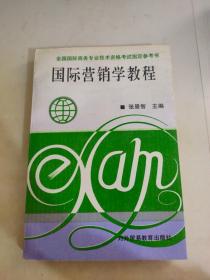 全国国际商务专业技术资格考试指定参考书
国际营销学教程
■ 张景智 主编
exam
对外贸易教育出版社